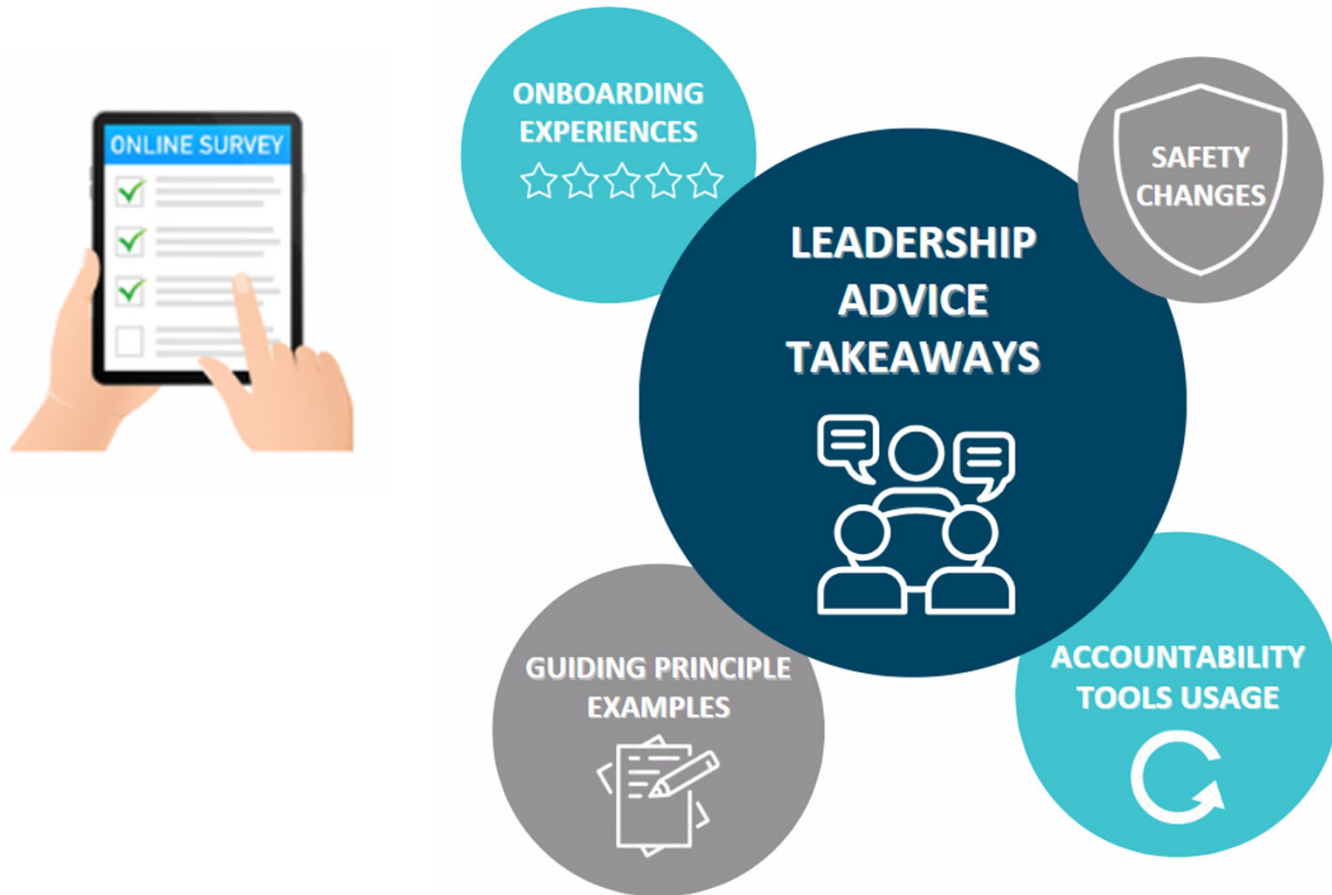 ONLINE SURVEY
ONBOARDING
EXPERIENCES
SAFETY
CHANGES
LEADERSHIP
ADVICE
TAKEAWAYS
GUIDING PRINCIPLE
EXAMPLES
ACCOUNTABILITY
TOOLS USAGE